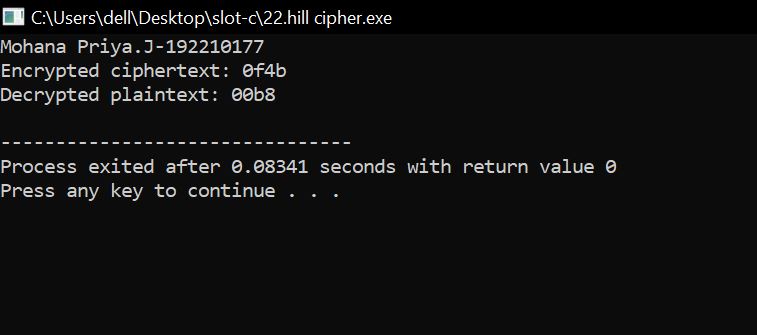 C:\Users\dell\Desktop\slot-c\22.hill cipher.exe
Mohana Priya.J-192210177
Encrypted ciphertext: 0f4b
Decrypted plaintext: 00b8
--------------------------------
Process exited after 0.08341 seconds with return value 0
Press any key to continue . . .